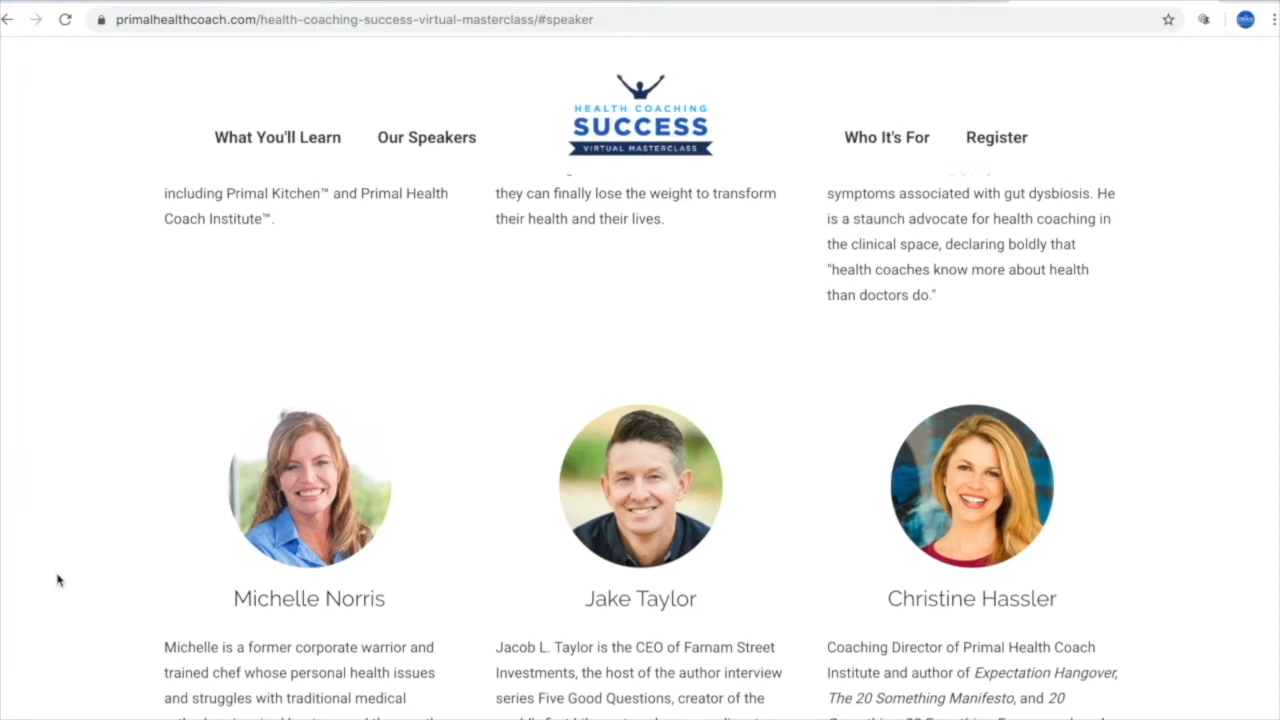 primalhealthcoach.com/health-coaching-success-virtual-masterclass/#speaker
What You'll Learn
Our Speakers
HEALTH COACHING
SUCCESS
VIRTUAL MASTERCLASS
Who It's For
Register
including Primal Kitchen™ and Primal Health
Coach Institute™.
they can finally lose the weight to transform
their health and their lives.
symptoms associated with gut dysbiosis. He
is a staunch advocate for health coaching in
the clinical space, declaring boldly that
"health coaches know more about health
than doctors do."
Michelle Norris
Michelle is a former corporate warrior and
trained chef whose personal health issues
and struggles with traditional medical
Jake Taylor
Jacob L. Taylor is the CEO of Farnam Street
Investments, the host of the author interview
series Five Good Questions, creator of the
Christine Hassler
Coaching Director of Primal Health Coach
Institute and author of Expectation Hangover,
The 20 Something Manifesto, and 20